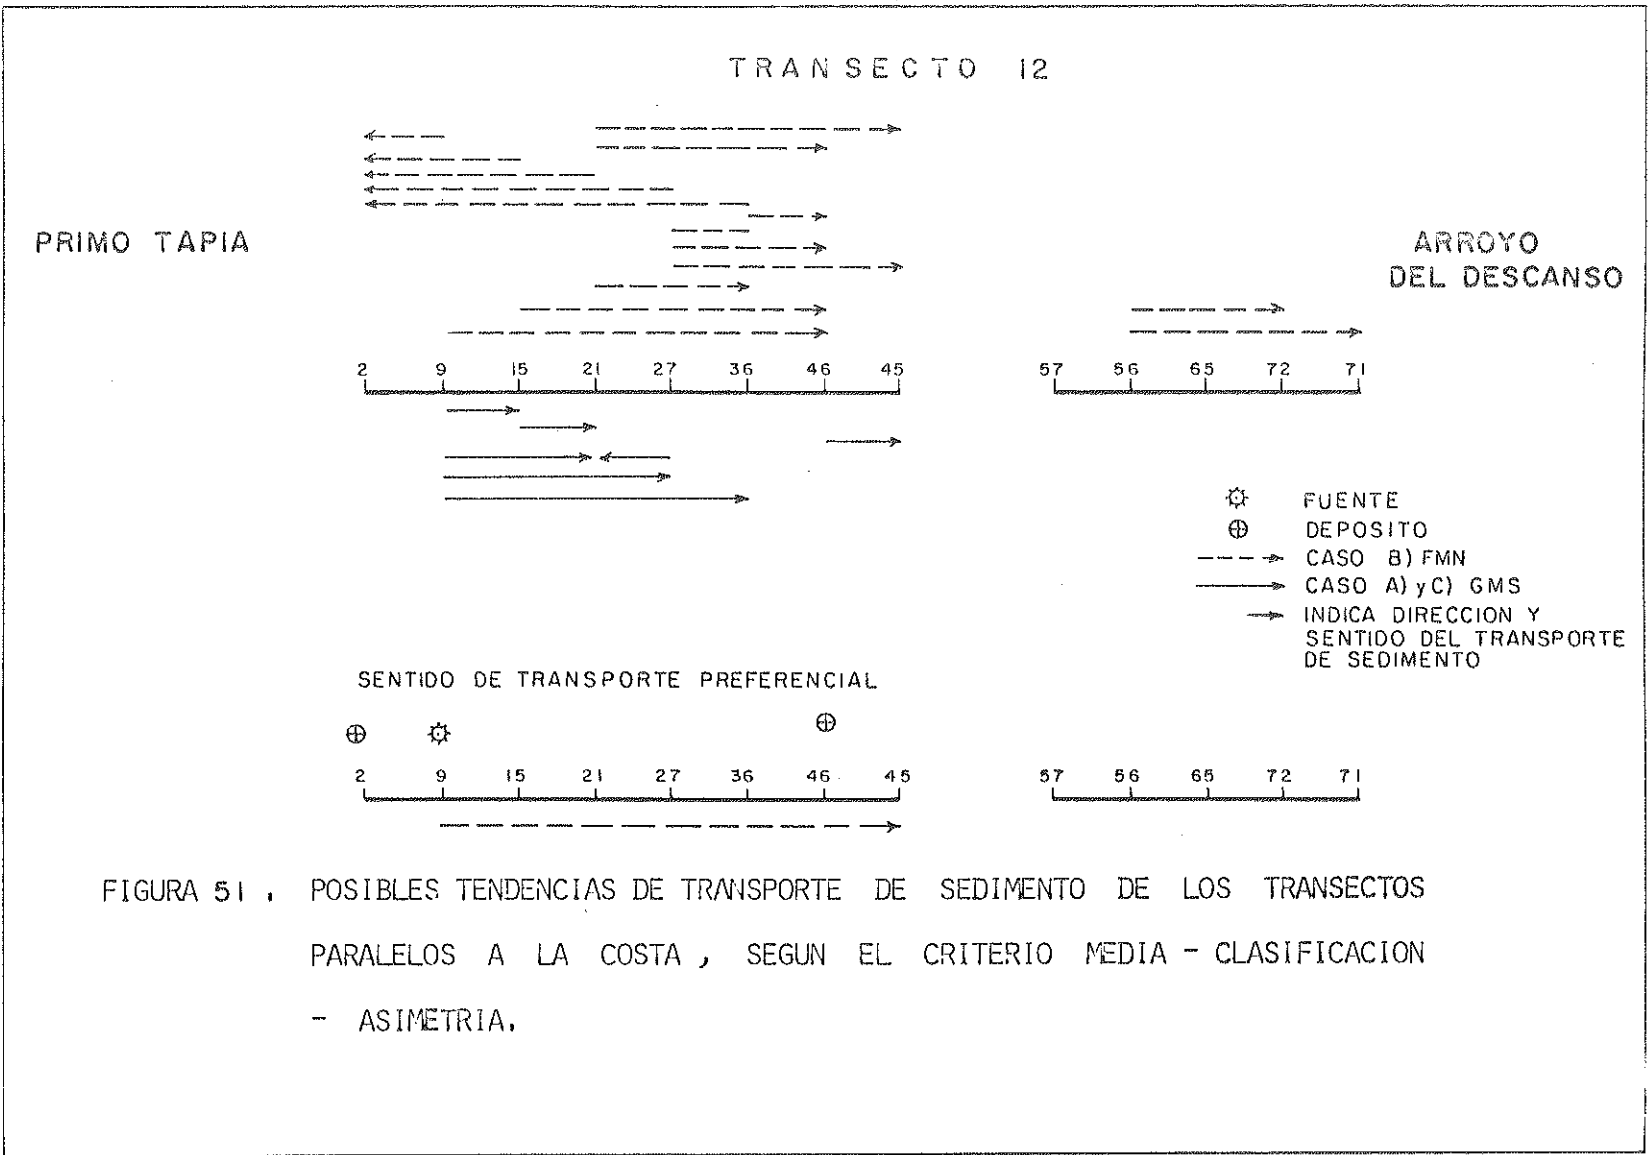 TRANSECTO 12
PRIMO TAPIA
ARROYO
DEL DESCANSO
2 9 15 21 27 36 46 45 57 56 65 72 71
FUENTE
DEPOSITO
CASO B) FMN
CASO A) y C) GMS
INDICA DIRECCION Y
SENTIDO DEL TRANSPORTE
DE SEDIMENTO
SENTIDO DE TRANSPORTE PREFERENCIAL
2 9 15 21 27 36 46 45 57 56 65 72 71
FIGURA 51. POSIBLES TENDENCIAS DE TRANSPORTE DE SEDIMENTO DE LOS TRANSECTOS
PARALELOS A LA COSTA, SEGUN EL CRITERIO MEDIA - CLASIFICACION
- ASIMETRIA.